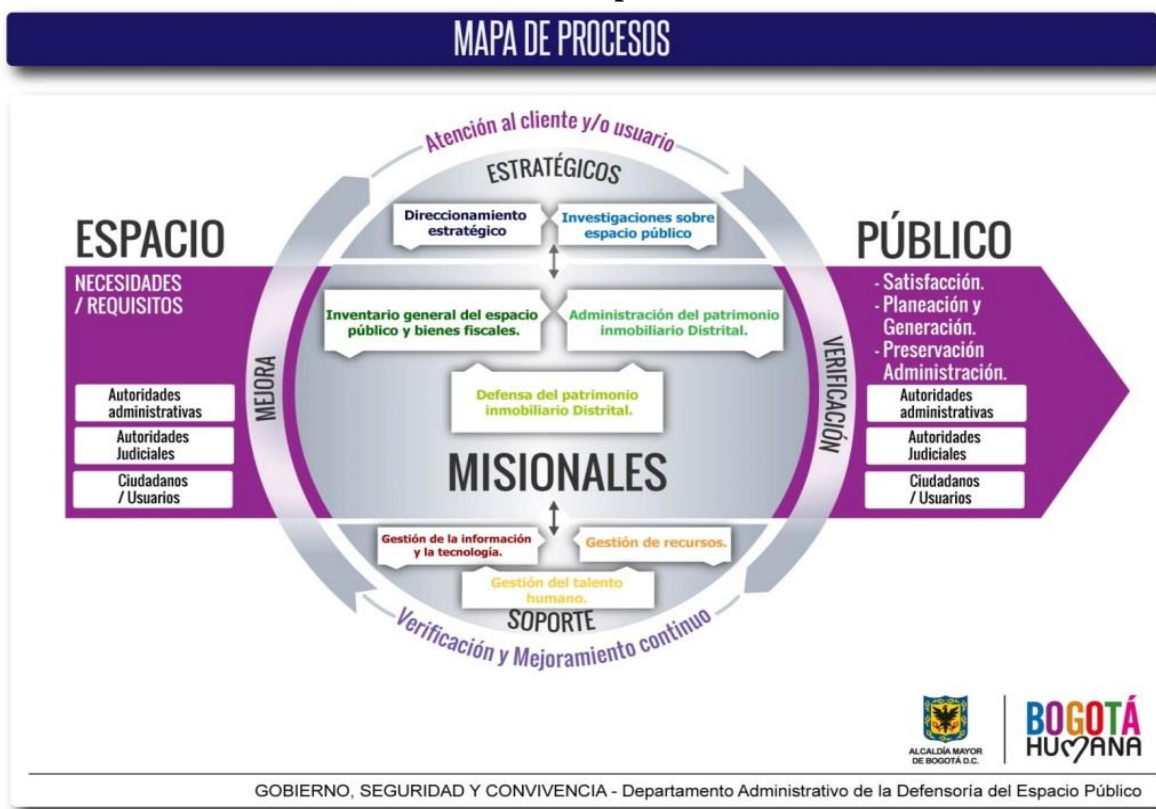 MAPA DE PROCESOS
Atención al cliente y/o usuario
ESTRATÉGICOS
Direccionamiento
estratégico
Investigaciones sobre
espacio público
ESPACIO
NECESIDADES
/ REQUISITOS
Autoridades
administrativas
Autoridades
Judiciales
Ciudadanos
/ Usuarios
MEJORA
Inventario general del espacio
público y bienes fiscales.
Administración del patrimonio
inmobiliario Distrital.
Defensa del patrimonio
inmobiliario Distrital.
MISIONALES
VERIFICACIÓN
PÚBLICO
- Satisfacción.
- Planeación y
Generación.
- Preservación
Administración.
Autoridades
administrativas
Autoridades
Judiciales
Ciudadanos
/ Usuarios
Gestión de la información
y la tecnología.
Gestión de recursos.
Gestión del talento
humano.
SOPORTE
Verificación y Mejoramiento continuo
ALCALDÍA MAYOR
DE BOGOTÁ D.C.
BOGOTÁ
HUMANA
GOBIERNO, SEGURIDAD Y CONVIVENCIA - Departamento Administrativo de la Defensoría del Espacio Público